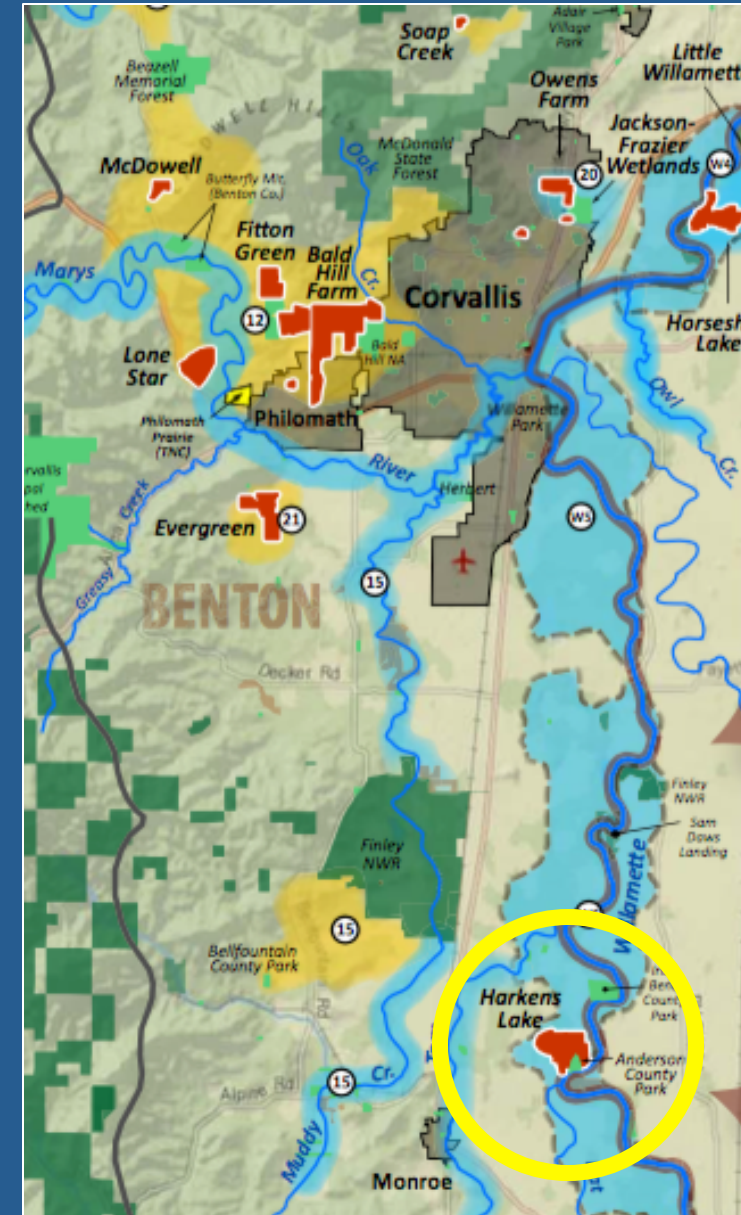 Soap
Creek
Adair
Village
Park
Little
Beazell
Memorial
Forest
Owens
Farm
Jackson-
Frazier
Wetlands
20
W4
McDonald
State
Forest
Oak
Cr.
McDowell
Butterfly Mit.
(Benton Co.)
Fitton
Green
Bald
Hill
Farm
Marys
Corvallis
12
Lone
Star
Bald
Hill NA
Lake
Owl
Cr.
Philomath
Prairie
(TNC)
Philomath
Willamette
Park
River
Herbert
W5
Evergreen
21
Greasy
Creek
15
BENTON
Decker Rd
Finley
NWR
Finley
NWR
Sam
Daws
Landing
Willamette
15
Bellfountain
County Park
Harkens
Lake
Park
Anderson
County
Park
Alpine Rd
15
Cr.
Muddy
Monroe